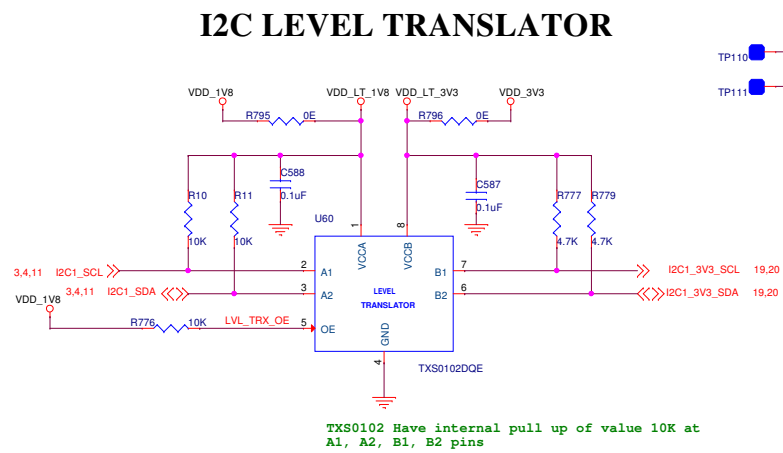 I2C LEVEL TRANSLATOR
TP110
TP111
VDD_1V8
VDD_LT_1V8
VDD_LT_3V3
VDD_3V3
R795
0E
R796
0E
C588
0.1uF
C587
0.1uF
R10
R11
R777
R779
10K
10K
4.7K
4.7K
U60
1
8
VCCA
VCCB
3,4,11
I2C1_SCL
2
A1
LEVEL
TRANSLATOR
B1
7
I2C1_3V3_SCL
19,20
3,4,11
I2C1_SDA
3
A2
B2
6
I2C1_3V3_SDA
19,20
VDD_1V8
R776
10K
LVL_TRX_OE
5
OE
GND
4
TXS0102DQE
TXS0102 Have internal pull up of value 10K at
A1, A2, B1, B2 pins